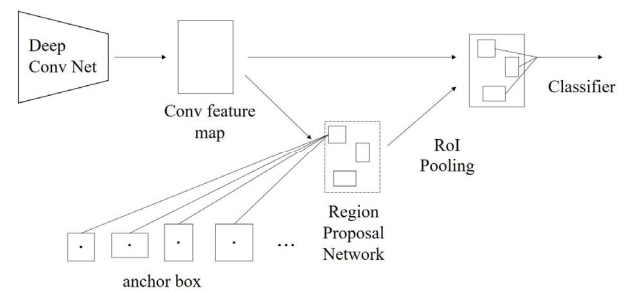 Deep
Conv Net
Conv feature
map
Classifier
RoI
Pooling
Region
Proposal
Network
...
anchor box